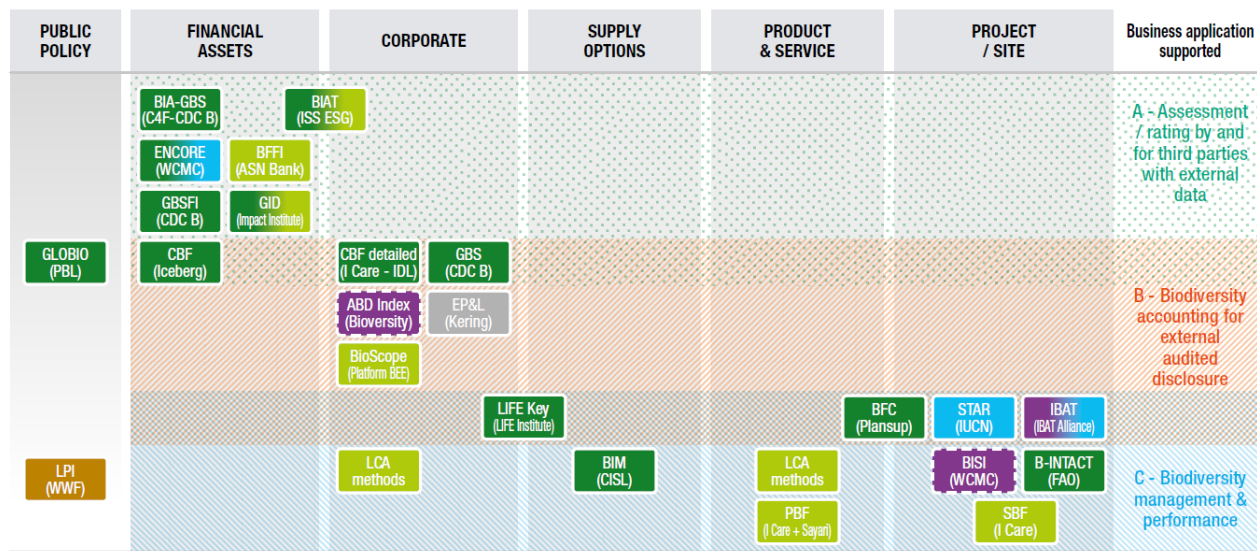 PUBLIC
POLICY
FINANCIAL
ASSETS
CORPORATE
SUPPLY
OPTIONS
PRODUCT
& SERVICE
PROJECT
/ SITE
Business application
supported
BIA-GBS
(C4F-CDC B)
BIAT
(ISS ESG)
ENCORE
(WCMC)
BFFI
(ASN Bank)
GBSFI
(CDC B)
GID
(Impact Institute)
A - Assessment
/ rating by and
for third parties
with external
data
GLOBIO
(PBL)
CBF
(Iceberg)
CBF detailed
(I Care - IDL)
GBS
(CDC B)
ABD Index
(Bioversity)
EP&L
(Kering)
BioScope
(Platform BEE)
B - Biodiversity
accounting for
external
audited
disclosure
LIFE Key
(LIFE Institute)
BFC
(Plansup)
STAR
(IUCN)
IBAT
(IBAT Alliance)
LPI
(WWF)
LCA
methods
BIM
(CISL)
LCA
methods
BISI
(WCMC)
B-INTACT
(FAO)
PBF
(I Care + Sayari)
SBF
(I Care)
C - Biodiversity
management &
performance